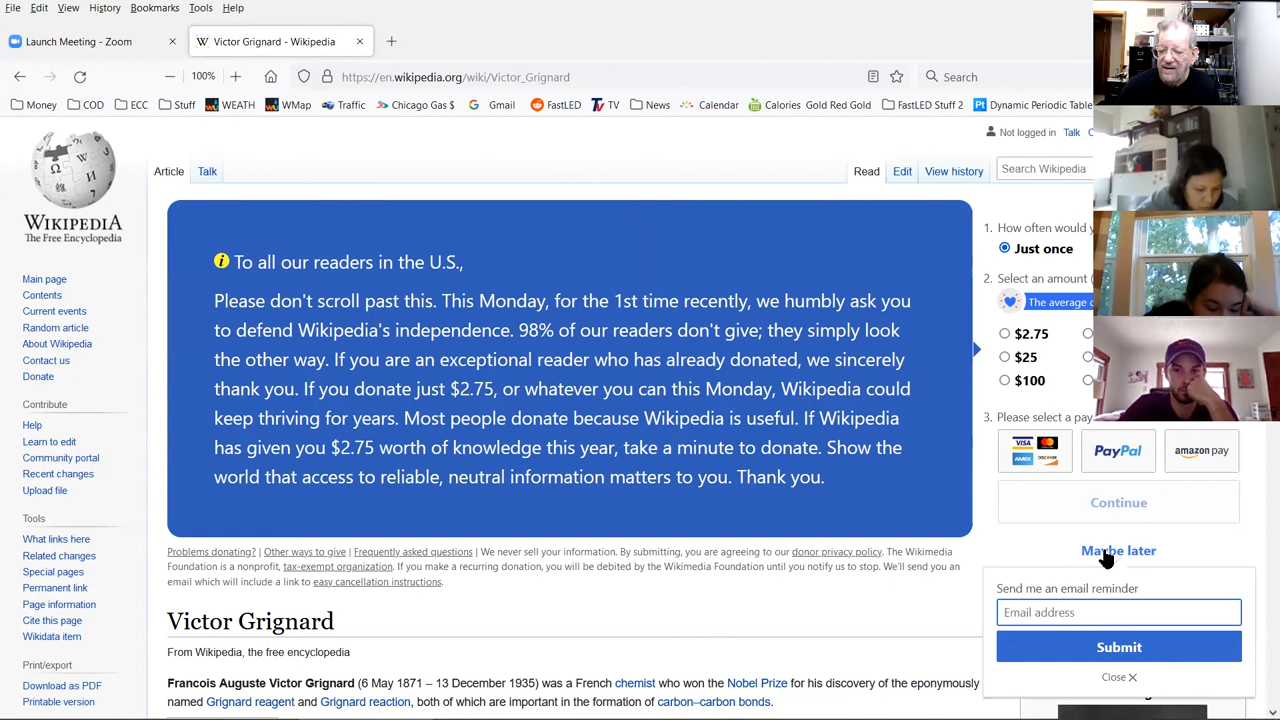 File Edit View History Bookmarks Tools Help
Launch Meeting - Zoom
Victor Grignard - Wikipedia
100%
https://en.wikipedia.org/wiki/Victor_Grignard
Search
Money COD ECC Stuff WEATH WMap Traffic Chicago Gas $ Gmail FastLED TV News Calendar Calories Gold Red Gold FastLED Stuff 2 Dynamic Periodic Table
Not logged in Talk
Article Talk
Read Edit View history
Search Wikipedia
WIKIPEDIA
The Free Encyclopedia
Main page
Contents
Current events
Random article
About Wikipedia
Contact us
Donate
Contribute
Help
Learn to edit
Community portal
Recent changes
Upload file
Tools
What links here
Related changes
Special pages
Permanent link
Page information
Cite this page
Wikidata item
Print/export
Download as PDF
Printable version
To all our readers in the U.S.,
Please don't scroll past this. This Monday, for the 1st time recently, we humbly ask you
to defend Wikipedia's independence. 98% of our readers don't give; they simply look
the other way. If you are an exceptional reader who has already donated, we sincerely
thank you. If you donate just $2.75, or whatever you can this Monday, Wikipedia could
keep thriving for years. Most people donate because Wikipedia is useful. If Wikipedia
has given you $2.75 worth of knowledge this year, take a minute to donate. Show the
world that access to reliable, neutral information matters to you. Thank you.
1. How often would
Just once
2. Select an amount
The average
$2.75
$25
$100
3. Please select a
VISA AMEX DISCOVER
PayPal
amazon pay
Continue
Maybe later
Send me an email reminder
Email address
Submit
Close
Problems donating? | Other ways to give | Frequently asked questions | We never sell your information. By submitting, you are agreeing to our donor privacy policy. The Wikimedia
Foundation is a nonprofit, tax-exempt organization. If you make a recurring donation, you will be debited by the Wikimedia Foundation until you notify us to stop. We'll send you an
email which will include a link to easy cancellation instructions.
Victor Grignard
From Wikipedia, the free encyclopedia
Francois Auguste Victor Grignard (6 May 1871 – 13 December 1935) was a French chemist who won the Nobel Prize for his discovery of the eponymously
named Grignard reagent and Grignard reaction, both of which are important in the formation of carbon–carbon bonds.